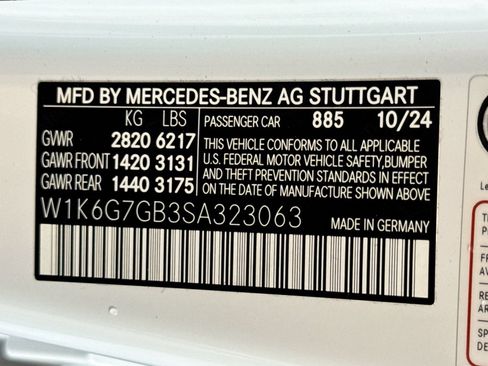 MFD BY MERCEDES-BENZ AG STUTTGART
KG LBS
PASSENGER CAR 885 10/24
GVWR 2820 6217
GAWR FRONT 1420 3131
GAWR REAR 1440 3175
THIS VEHICLE CONFORMS TO ALL APPLICABLE
U.S. FEDERAL MOTOR VEHICLE SAFETY, BUMPER
AND THEFT PREVENTION STANDARDS IN EFFECT
ON THE DATE OF MANUFACTURE SHOWN ABOVE.
W1K6G7GB3SA323063
MADE IN GERMANY